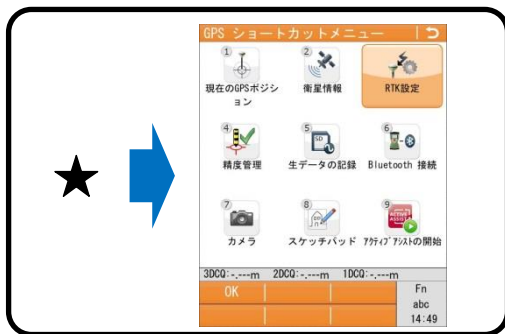 GPS ショートカットメニュー
1
2
現在のGPSポジション
衛星情報
RTK設定
4
5
6
精度管理
生データの記録
Bluetooth 接続
7
8
9
カメラ
スケッチパッド
アクティブ アシストの開始
3DCQ:-.---m 2DCQ:-.---m 1DCQ:-.---m
OK
Fn
abc
14:49